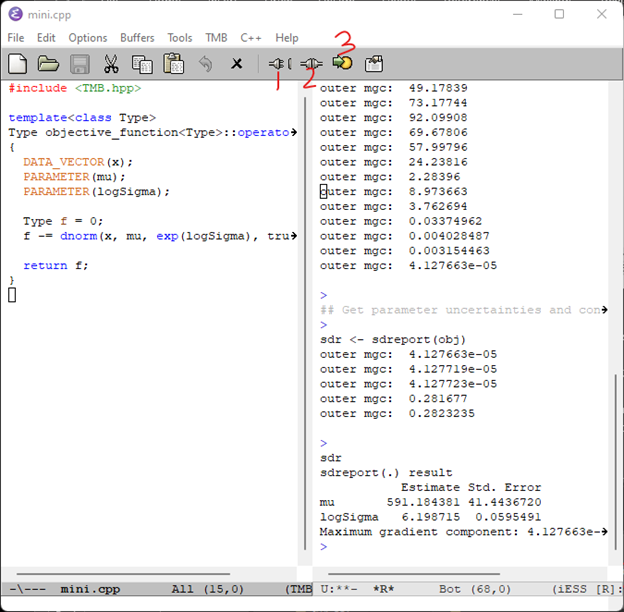 mini.cpp
File Edit Options Buffers Tools TMB C++ Help
1 2 3
#include <TMB.hpp>
template<class Type>
Type objective_function<Type>::operato
{
DATA_VECTOR(x);
PARAMETER(mu);
PARAMETER(logSigma);
Type f = 0;
f -= dnorm(x, mu, exp(logSigma), tru
return f;
}
outer mgc: 49.17839
outer mgc: 73.17744
outer mgc: 92.09908
outer mgc: 69.67806
outer mgc: 57.99796
outer mgc: 24.23816
outer mgc: 2.28396
outer mgc: 8.973663
outer mgc: 3.762694
outer mgc: 0.03374962
outer mgc: 0.004028487
outer mgc: 0.003154463
outer mgc: 4.127663e-05
>
## Get parameter uncertainties and con
>
sdr <- sdreport(obj)
outer mgc: 4.127663e-05
outer mgc: 4.127719e-05
outer mgc: 4.127723e-05
outer mgc: 0.281677
outer mgc: 0.2823235
>
sdr
sdreport(.) result
Estimate Std. Error
mu 591.184381 41.4436720
logSigma 6.198715 0.0595491
Maximum gradient component: 4.127663e-
>
-\--- mini.cpp All (15,0) (TMB
U:**- *R* Bot (68,0) (iESS [R]: